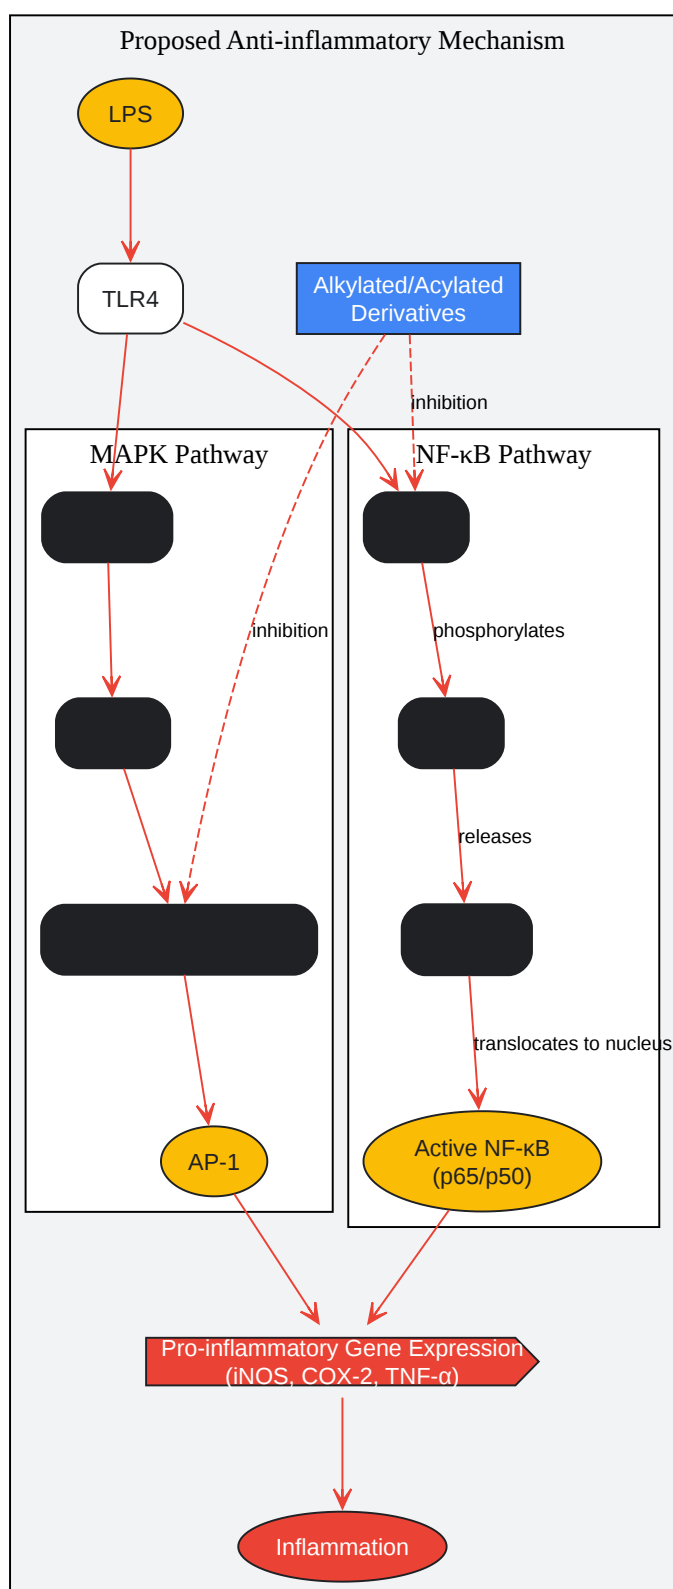 Proposed Anti-inflammatory Mechanism
LPS
TLR4
Alkylated/Acylated
Derivatives
inhibition
MAPK Pathway
NF-κB Pathway
inhibition
phosphorylates
releases
translocates to nucleus
AP-1
Active NF-κB
(p65/p50)
Pro-inflammatory Gene Expression
(iNOS, COX-2, TNF-α)
Inflammation